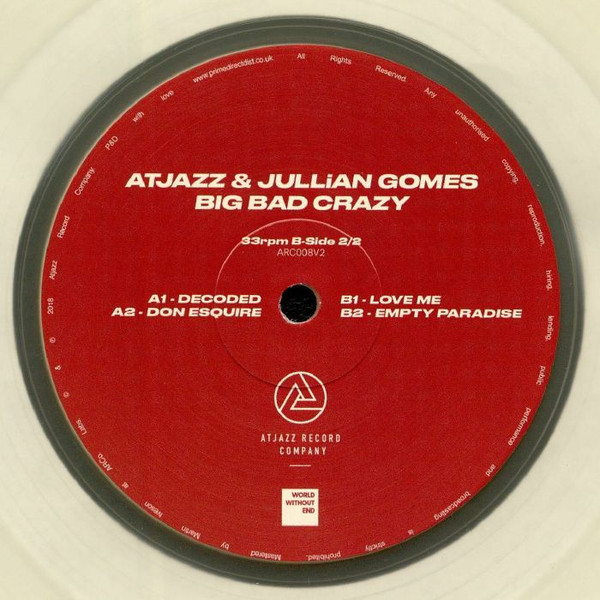 ATJAZZ & JULLiAN GOMES
BIG BAD CRAZY
33rpm B-Side 2/2
ARC008V2
A1 - DECODED
A2 - DON ESQUIRE
B1 - LOVE ME
B2 - EMPTY PARADISE
ATJAZZ RECORD
COMPANY
WORLD
WITHOUT
END
℗ & © 2018 Atjazz Record Company P&D with love www.primedirectdist.co.uk All Rights Reserved. Any unauthorised copying, reproduction, hiring, lending, public performance and broadcasting is strictly prohibited. Mastered by Martin Iveson at ARCo. Labs.